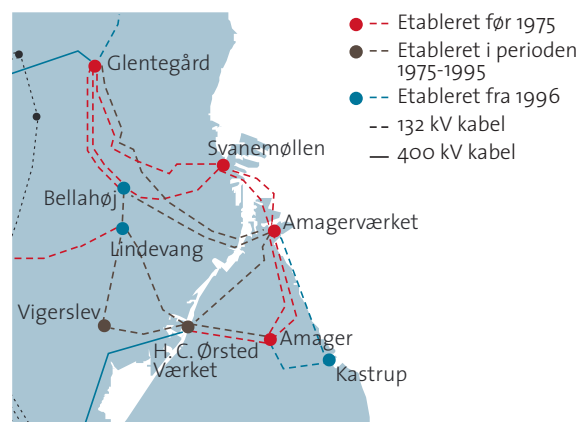 Etableret før 1975
Etableret i perioden
1975-1995
Etableret fra 1996
132 kV kabel
400 kV kabel
Glentegård
Svanemøllen
Bellahøj
Amagerværket
Lindevang
Vigerslev
H. C. Ørsted
Værket
Amager
Kastrup